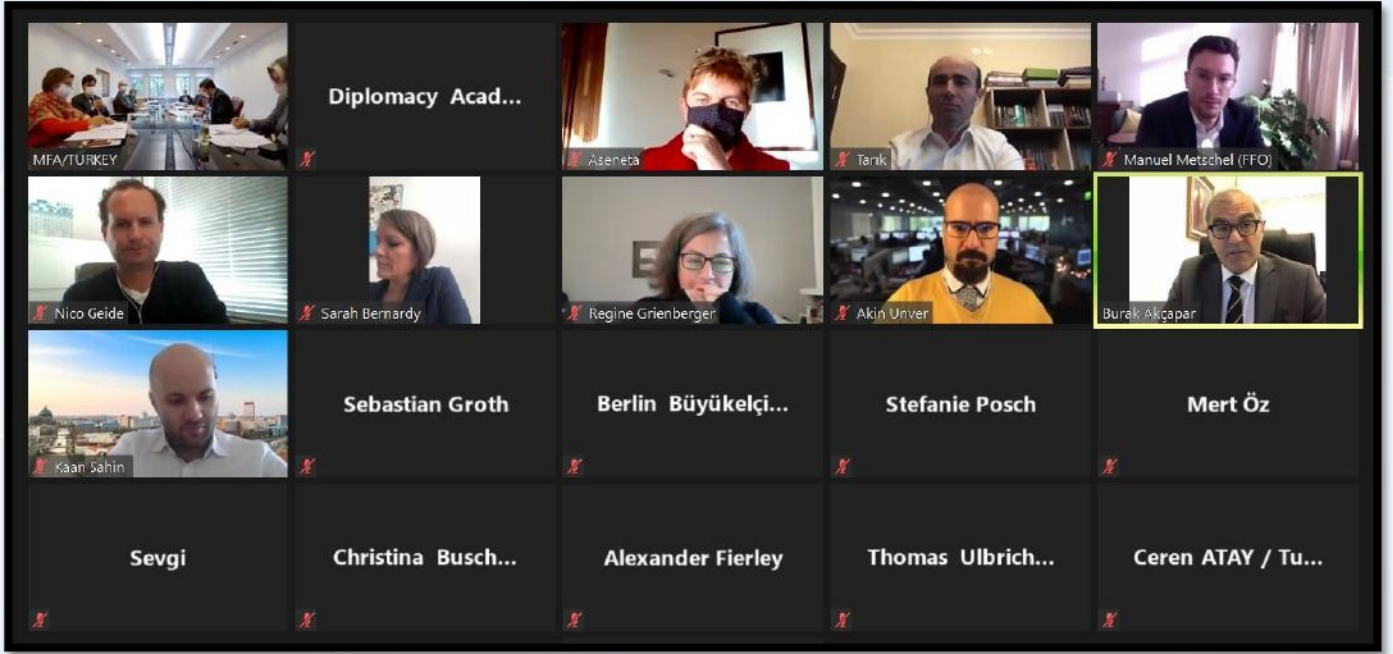 MFA/TURKEY
Diplomacy Acad...
Aseneta
Tarık
Manuel Metschel (FFO)
Nico Geide
Sarah Bernardy
Regine Grienberger
Akin Unver
Burak Akçapar
Kaan Sahin
Sebastian Groth
Berlin Büyükelçi...
Stefanie Posch
Mert Öz
Sevgi
Christina Busch...
Alexander Fierley
Thomas Ulbrich...
Ceren ATAY / Tu...